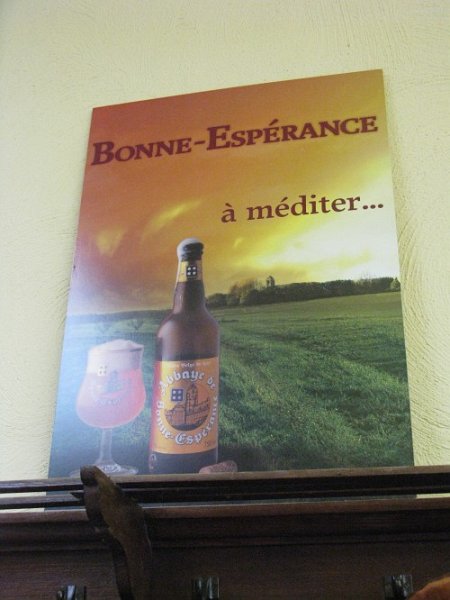 BONNE-ESPÉRANCE
à méditer...
Abbaye de
Bonne-Espérance